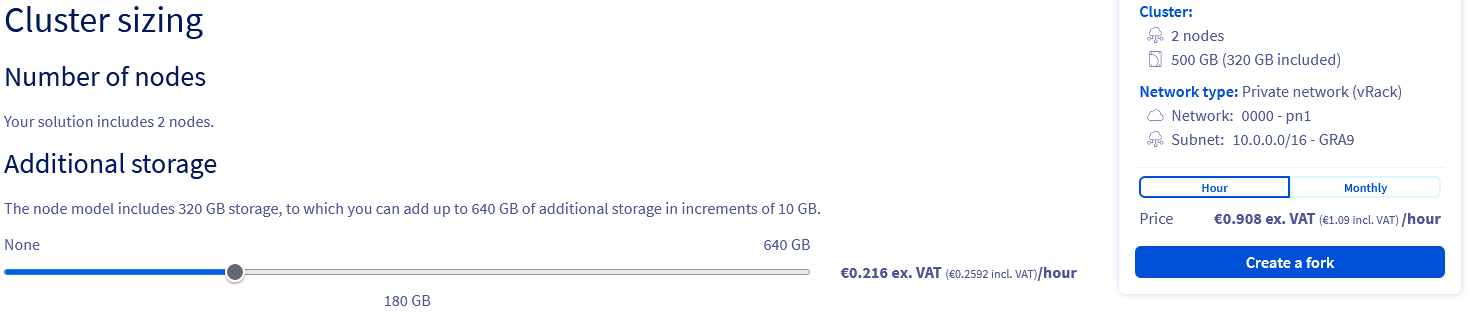 Cluster sizing
Number of nodes
Your solution includes 2 nodes.
Additional storage
The node model includes 320 GB storage, to which you can add up to 640 GB of additional storage in increments of 10 GB.
None
640 GB
€0.216 ex. VAT (€0.2592 incl. VAT)/hour
180 GB
Cluster:
2 nodes
500 GB (320 GB included)
Network type: Private network (vRack)
Network: 0000 - pn1
Subnet: 10.0.0.0/16 - GRA9
Hour
Monthly
Price €0.908 ex. VAT (€1.09 incl. VAT) /hour
Create a fork